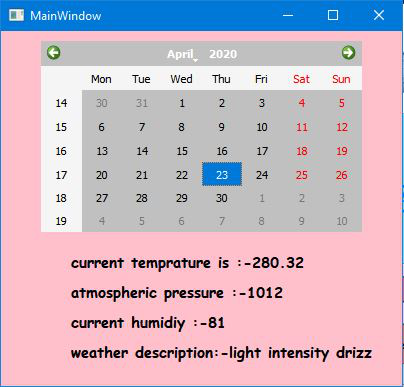 MainWindow
April 2020
Mon Tue Wed Thu Fri Sat Sun
14 30 31 1 2 3 4 5
15 6 7 8 9 10 11 12
16 13 14 15 16 17 18 19
17 20 21 22 23 24 25 26
18 27 28 29 30 1 2 3
19 4 5 6 7 8 9 10
current temprature is :-280.32
atmospheric pressure :-1012
current humidiy :-81
weather description:-light intensity drizz